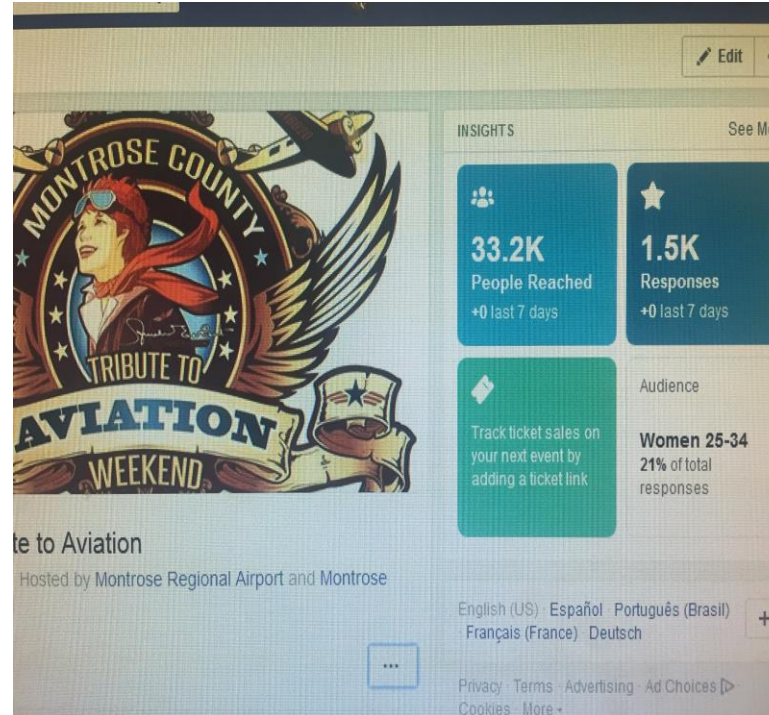 Edit
MONTROSE COUNTY
TRIBUTE TO
AVIATION
WEEKEND
te to Aviation
Hosted by Montrose Regional Airport and Montrose
...
INSIGHTS
See Mo
33.2K
People Reached
+0 last 7 days
1.5K
Responses
+0 last 7 days
Track ticket sales on
your next event by
adding a ticket link
Audience
Women 25-34
21% of total
responses
English (US) · Español · Português (Brasil)
· Français (France) · Deutsch
+
Privacy · Terms · Advertising · Ad Choices
Cookies · More